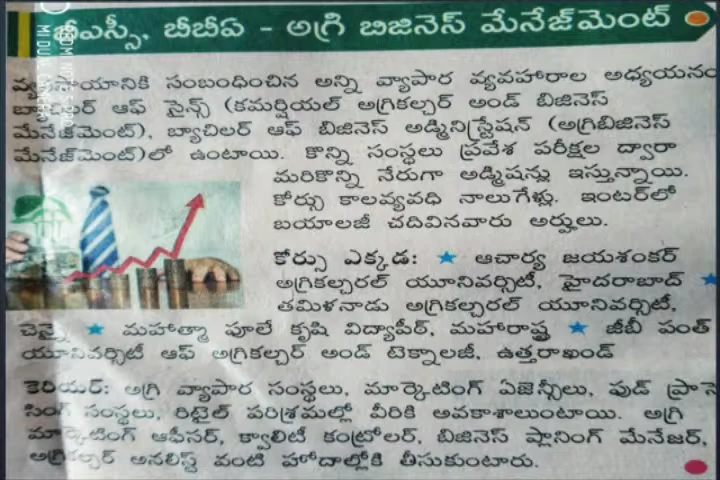 బీఎస్సీ, బీబీఏ - అగ్రి బిజినెస్ మేనేజ్‌మెంట్
సంబంధించిన అన్ని వ్యాపార వ్యవహారాల అధ్యయనం
ఆఫ్ సైన్స్ (కమర్షియల్ అగ్రికల్చర్ అండ్ బిజినెస్
మేనేజ్‌మెంట్), బ్యాచిలర్ ఆఫ్ బిజినెస్ అడ్మినిస్ట్రేషన్ (అగ్రిబిజినెస్
మేనేజ్‌మెంట్)లో ఉంటాయి. కొన్ని సంస్థలు ప్రవేశ పరీక్షల ద్వారా
మరికొన్ని నేరుగా అడ్మిషన్లు ఇస్తున్నాయి.
కోర్సు కాలవ్యవధి నాలుగేళ్లు. ఇంటర్‌లో
బయాలజీ చదివినవారు అర్హులు.
కోర్సు ఎక్కడ: ★ ఆచార్య జయశంకర్
అగ్రికల్చరల్ యూనివర్సిటీ, హైదరాబాద్ ★
తమిళనాడు అగ్రికల్చరల్ యూనివర్సిటీ,
చెన్నై ★ మహాత్మా పూలే కృషి విద్యాపీఠ్, మహారాష్ట్ర ★ జీబీ పంత్
యూనివర్సిటీ ఆఫ్ అగ్రికల్చర్ అండ్ టెక్నాలజీ, ఉత్తరాఖండ్
కెరియర్: అగ్రి వ్యాపార సంస్థలు, మార్కెటింగ్ ఏజెన్సీలు, ఫుడ్ ప్రాసె
సింగ్ సంస్థలు, రిటైల్ పరిశ్రమల్లో వీరికి అవకాశాలుంటాయి. అగ్రి
మార్కెటింగ్ ఆఫీసర్, క్వాలిటీ కంట్రోలర్, బిజినెస్ ప్లానింగ్ మేనేజర్,
అగ్రికల్చర్ అనలిస్ట్ వంటి హోదాల్లోకి తీసుకుంటారు.